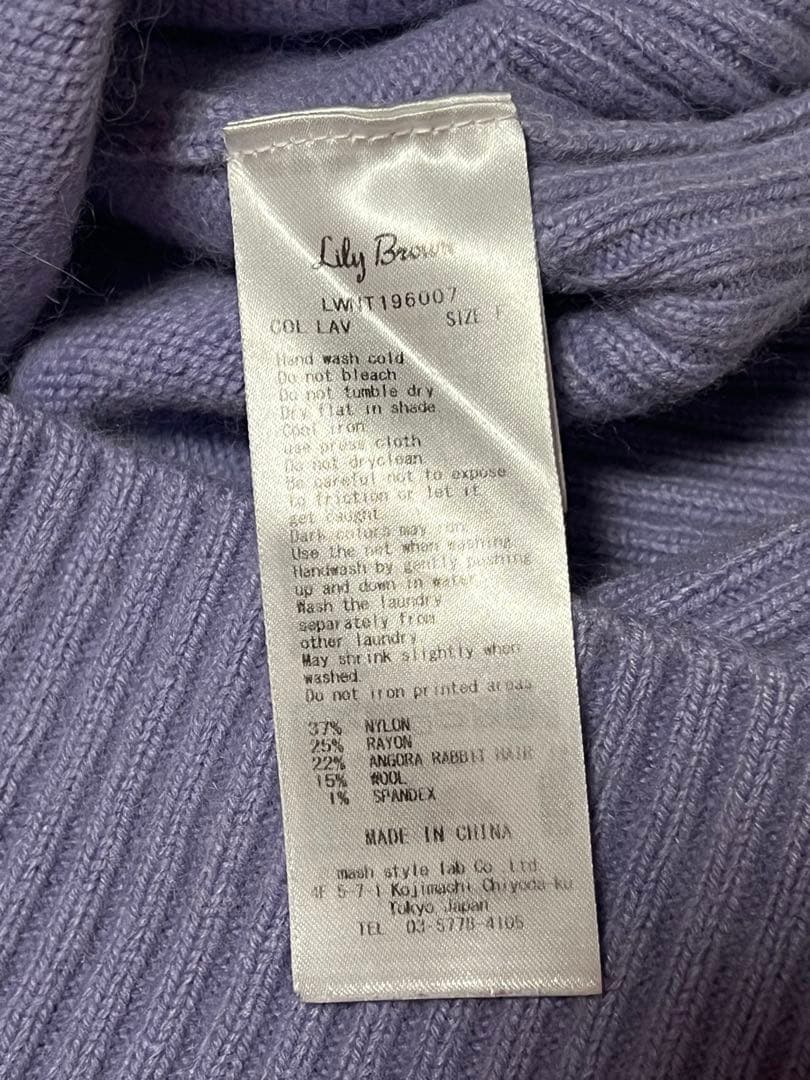 Lily Brown
LWNT196007
COL LAV SIZE F
Hand wash cold
Do not bleach
Do not tumble dry
Dry flat in shade
Cool iron
use press cloth
Do not dryclean
Be careful not to expose
to friction or let it
get caught
Dark colors may run.
Use the net when washing.
Handwash by gently pushing
up and down in water.
Wash the laundry
separately from
other laundry.
May shrink slightly when
washed.
Do not iron printed areas
37% NYLON
25% RAYON
22% ANGORA RABBIT HAIR
15% WOOL
1% SPANDEX
MADE IN CHINA
mash style lab Co.,Ltd.
4F 5-7-1 Kojimachi Chiyoda-ku
Tokyo Japan
TEL 03-5778-4105